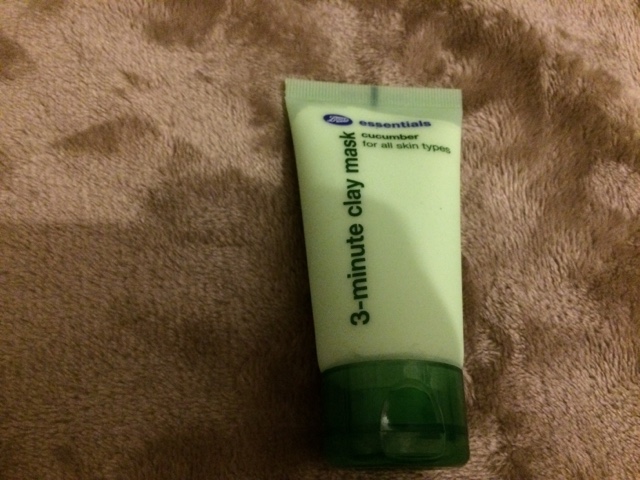 Boots essentials
cucumber
for all skin types
3-minute clay mask